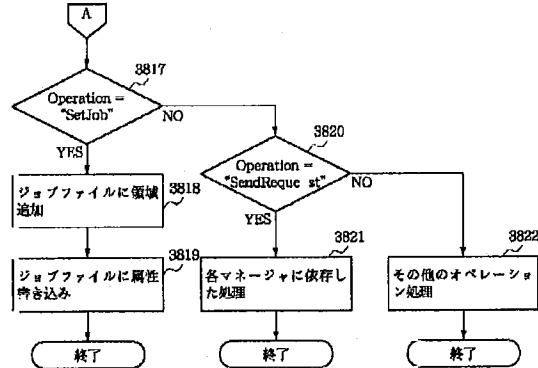 A
3817
Operation =
"SetJob"
NO
YES
3820
Operation =
"SendReque st"
NO
YES
ジョブファイルに領域
追加
3818
ジョブファイルに属性
書き込み
3819
各マネージャに依存し
た処理
3821
その他のオペレーショ
ン処理
3822
終了
終了
終了